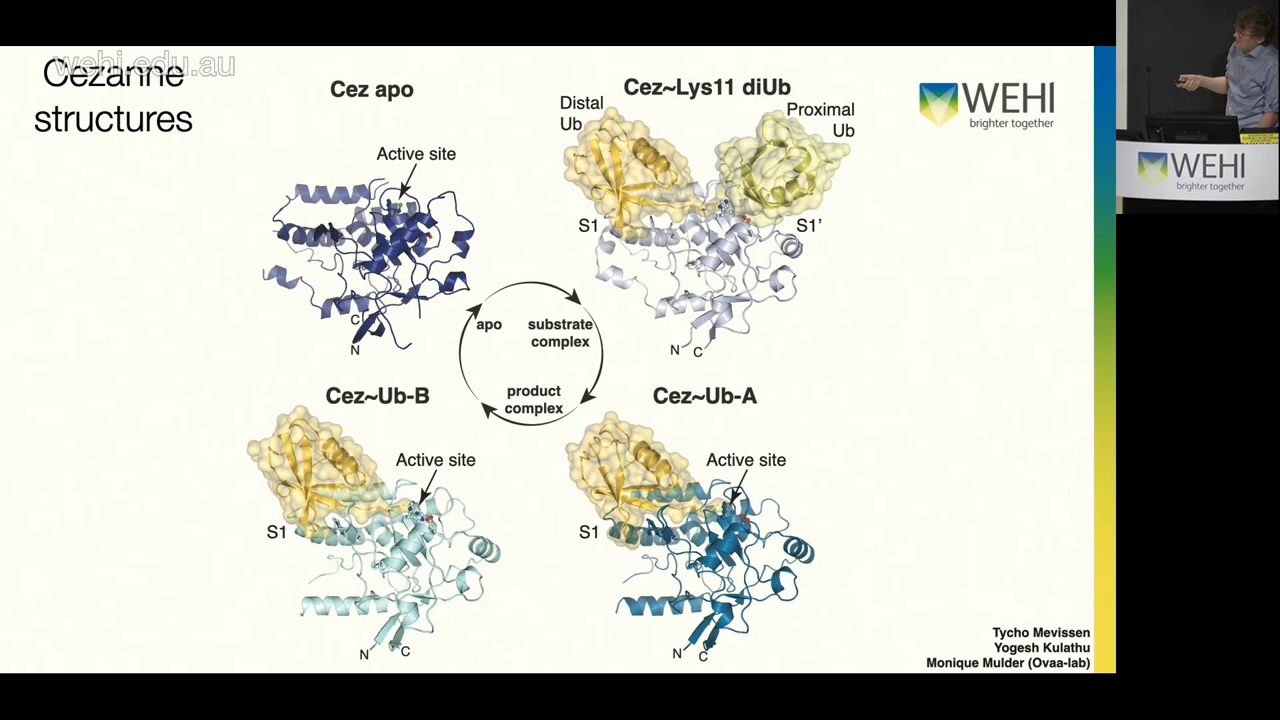 wehi.edu.au
Cezanne
structures
Cez apo
Active site
C
N
Cez~Lys11 diUb
Distal
Ub
Proximal
Ub
S1
S1’
N
C
WEHI
brighter together
WEHI
brighter together
apo
substrate
complex
product
complex
Cez~Ub-B
Active site
S1
N
C
Cez~Ub-A
Active site
S1
N
C
Tycho Mevissen
Yogesh Kulathu
Monique Mulder (Ovaa-lab)